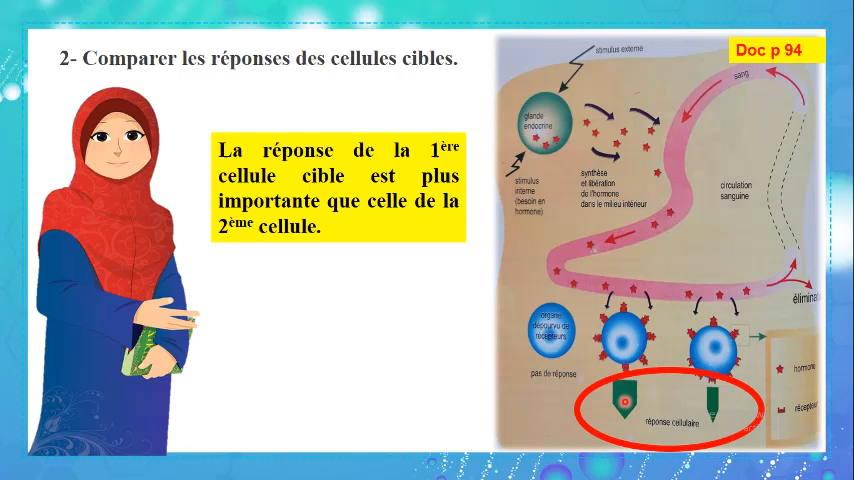 2- Comparer les réponses des cellules cibles.
La réponse de la 1ère
cellule cible est plus
importante que celle de la
2ème cellule.
Doc p 94
stimulus externe
sang
glande
endocrine
stimulus
interne
(besoin en
hormone)
synthèse
et libération
de l'hormone
dans le milieu intérieur
circulation
sanguine
organe
dépourvu de
récepteurs
pas de réponse
réponse cellulaire
hormone